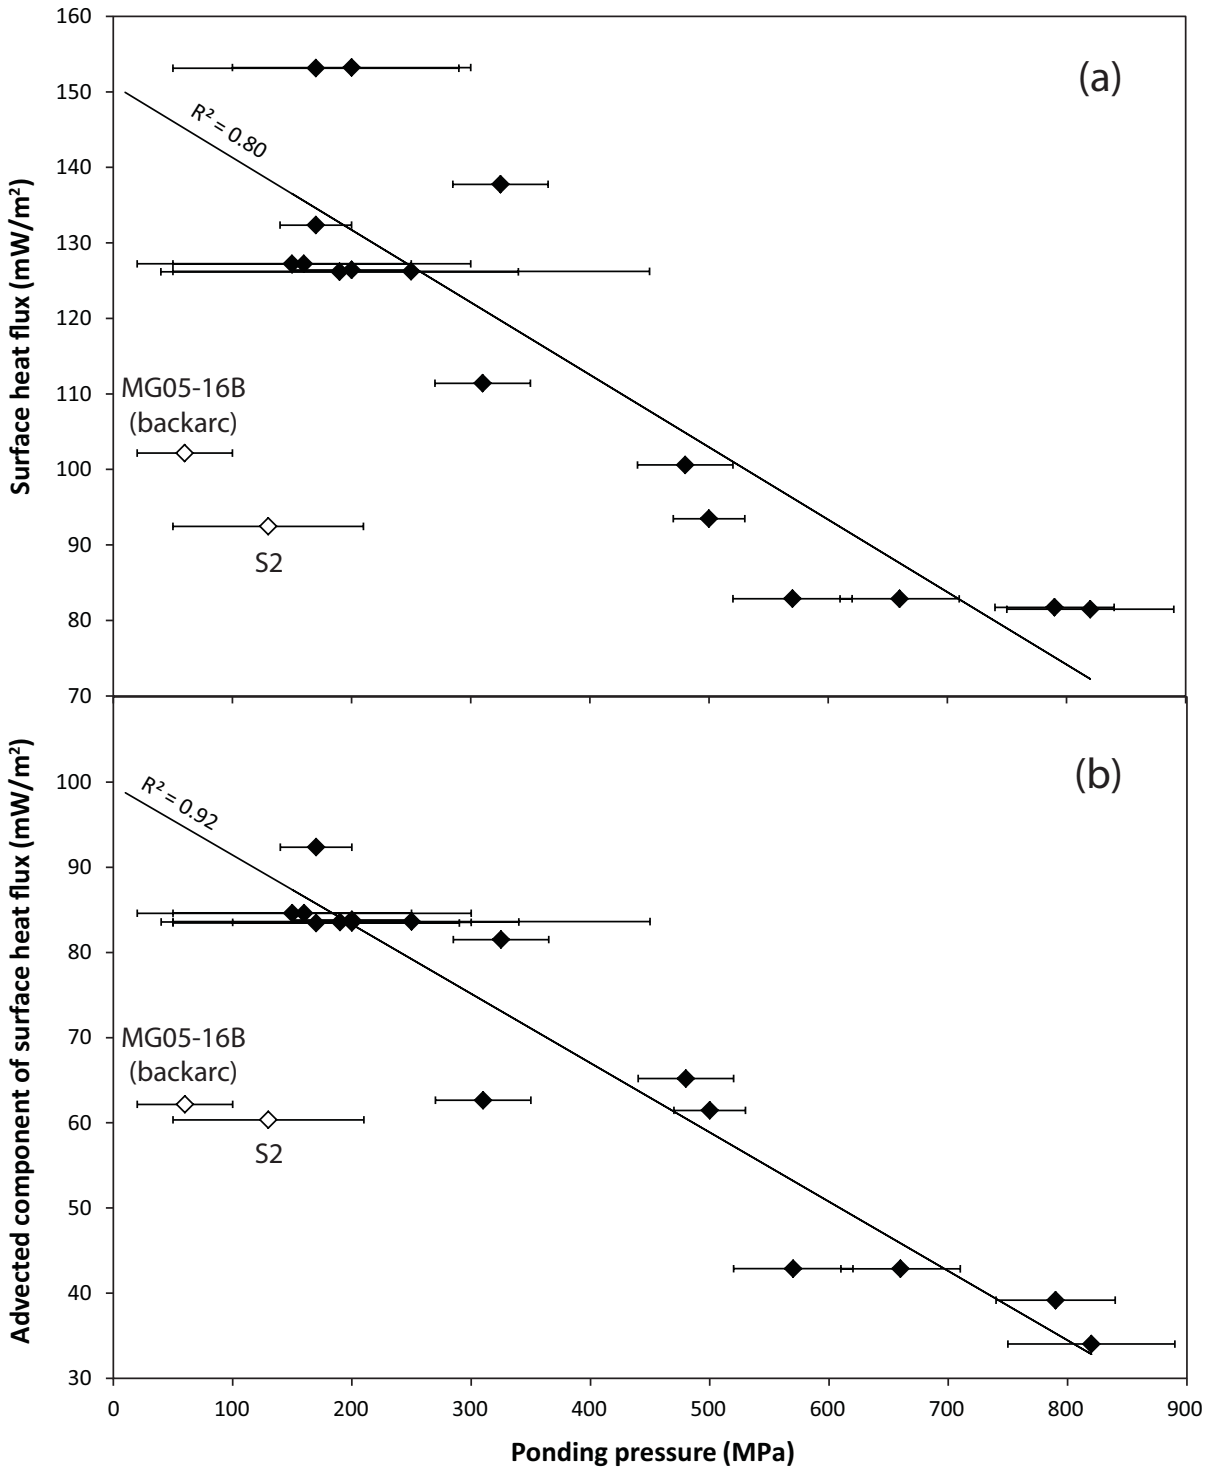 160
150
140
130
120
110
100
90
80
70
Surface heat flux (mW/m²)
(a)
R² = 0.80
MG05-16B
(backarc)
S2
100
90
80
70
60
50
40
30
Advected component of surface heat flux (mW/m²)
(b)
R² = 0.92
MG05-16B
(backarc)
S2
0 100 200 300 400 500 600 700 800 900
Ponding pressure (MPa)